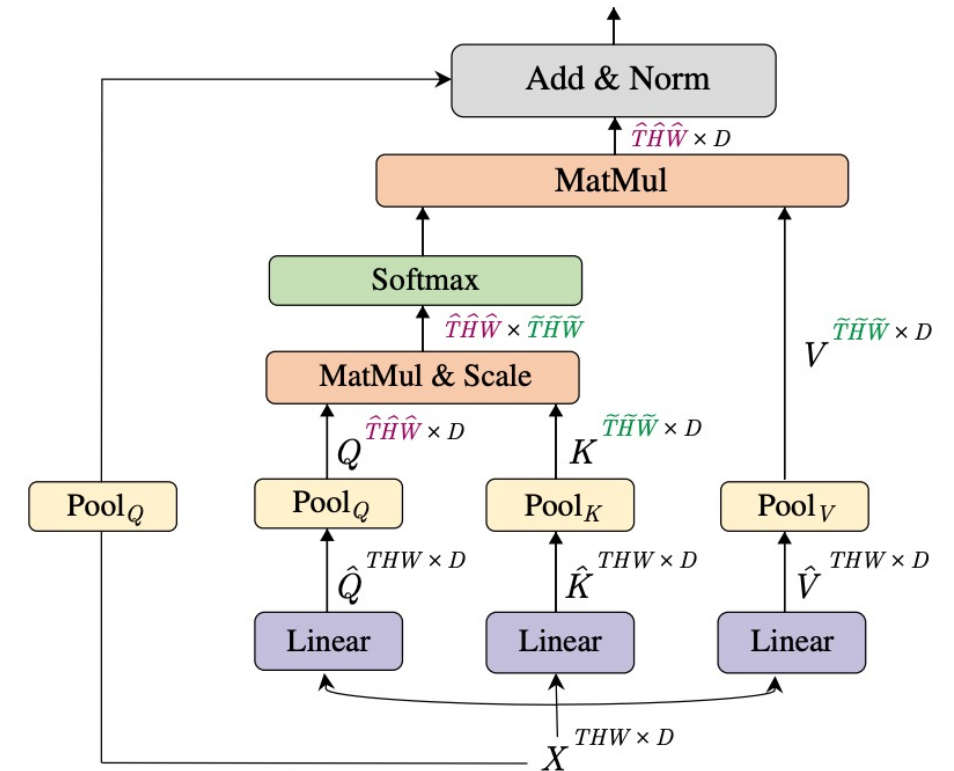 Add & Norm
T̂ĤŴ × D
MatMul
Softmax
T̂ĤŴ × T̃H̃W̃
V T̃H̃W̃ × D
MatMul & Scale
Q T̂ĤŴ × D
K T̃H̃W̃ × D
Pool_Q
Pool_Q
Pool_K
Pool_V
Q̂ THW × D
K̂ THW × D
V̂ THW × D
Linear
Linear
Linear
X THW × D